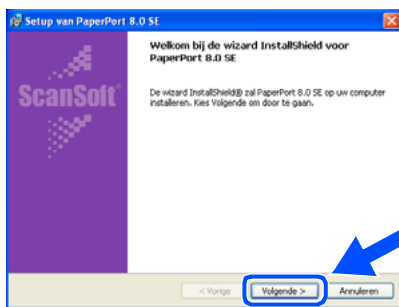 Setup van PaperPort 8.0 SE
Welkom bij de wizard InstallShield voor
PaperPort 8.0 SE
ScanSoft®
De wizard InstallShield® zal PaperPort 8.0 SE op uw computer
installeren. Kies Volgende om door te gaan.
< Vorige Volgende > Annuleren